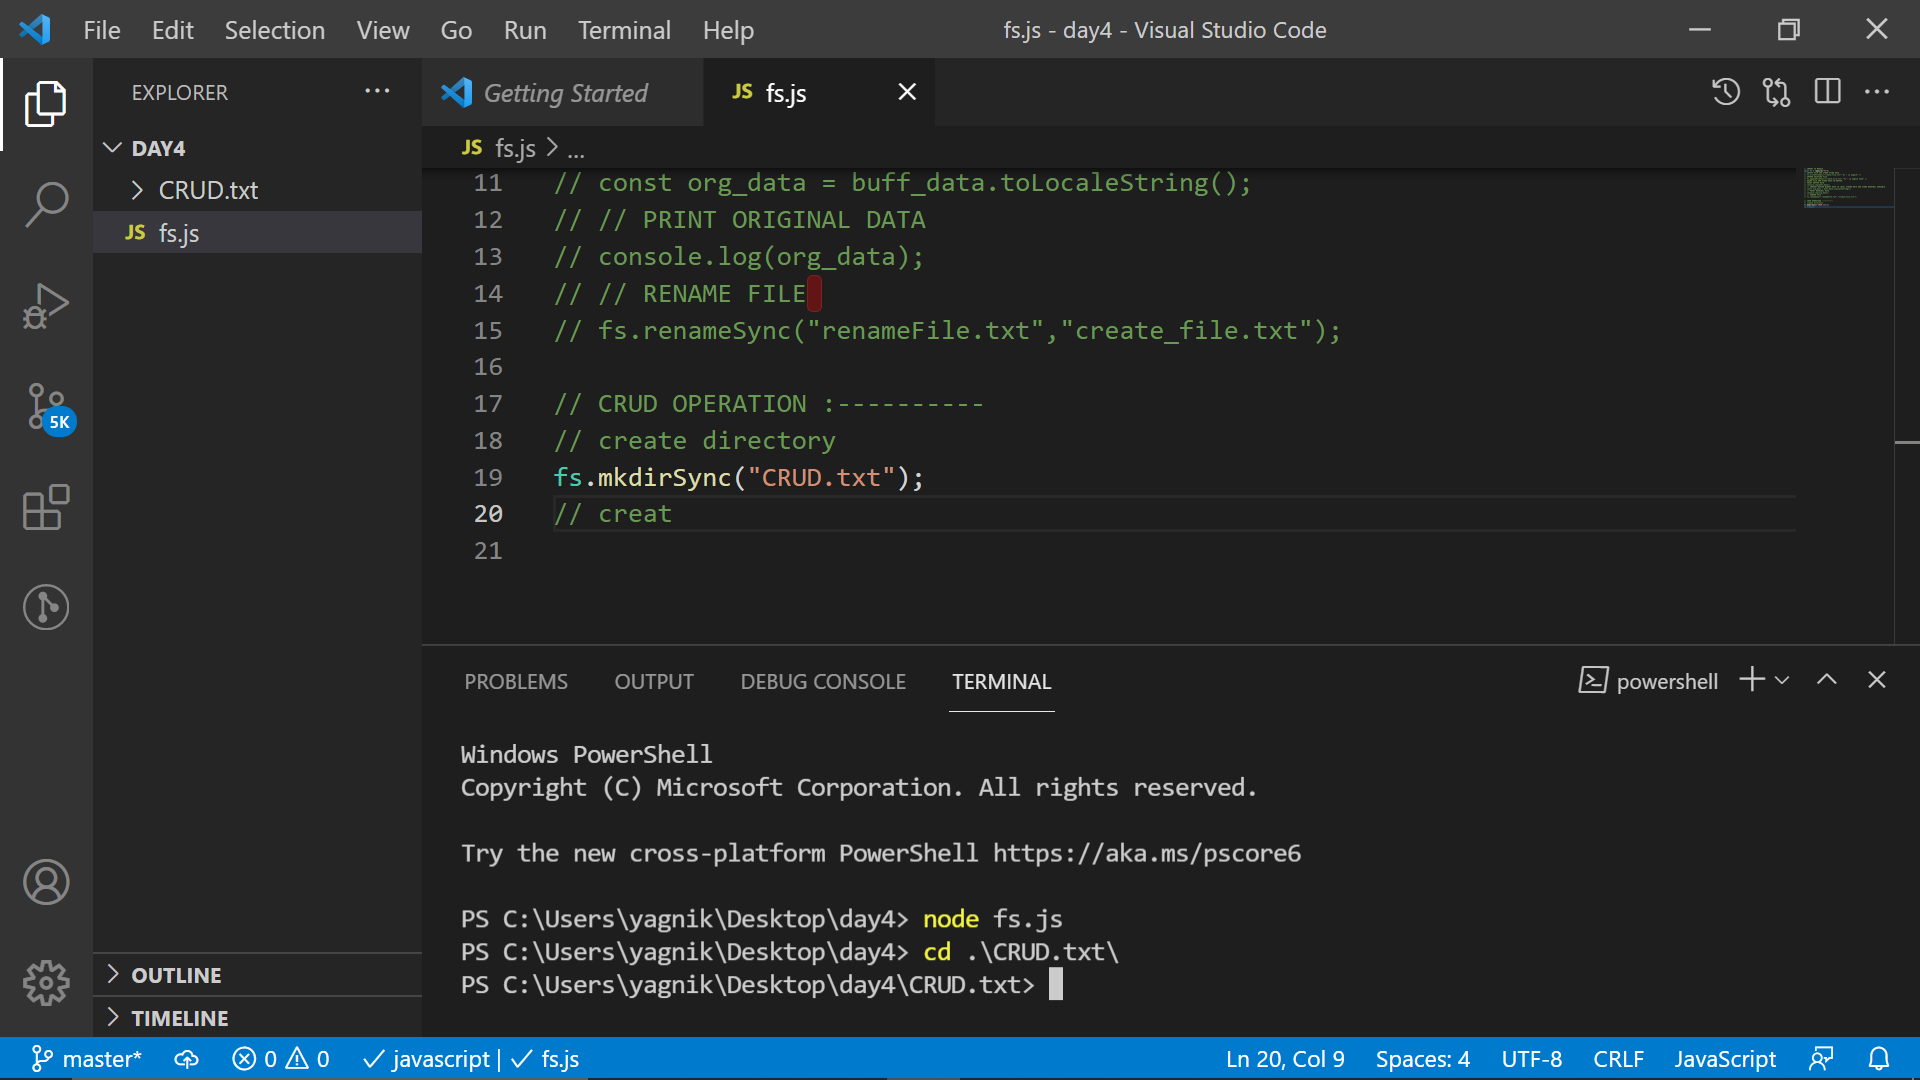 File Edit Selection View Go Run Terminal Help fs.js - day4 - Visual Studio Code
EXPLORER
Getting Started
JS fs.js
DAY4
CRUD.txt
JS fs.js
5K
OUTLINE
TIMELINE
JS fs.js > ...
11 // const org_data = buff_data.toLocaleString();
12 // // PRINT ORIGINAL DATA
13 // console.log(org_data);
14 // // RENAME FILE
15 // fs.renameSync("renameFile.txt","create_file.txt");
16
17 // CRUD OPERATION :----------
18 // create directory
19 fs.mkdirSync("CRUD.txt");
20 // creat
21
PROBLEMS OUTPUT DEBUG CONSOLE TERMINAL powershell
Windows PowerShell
Copyright (C) Microsoft Corporation. All rights reserved.
Try the new cross-platform PowerShell https://aka.ms/pscore6
PS C:\Users\yagnik\Desktop\day4> node fs.js
PS C:\Users\yagnik\Desktop\day4> cd .\CRUD.txt\
PS C:\Users\yagnik\Desktop\day4\CRUD.txt>
master* 0 0 javascript | fs.js Ln 20, Col 9 Spaces: 4 UTF-8 CRLF JavaScript